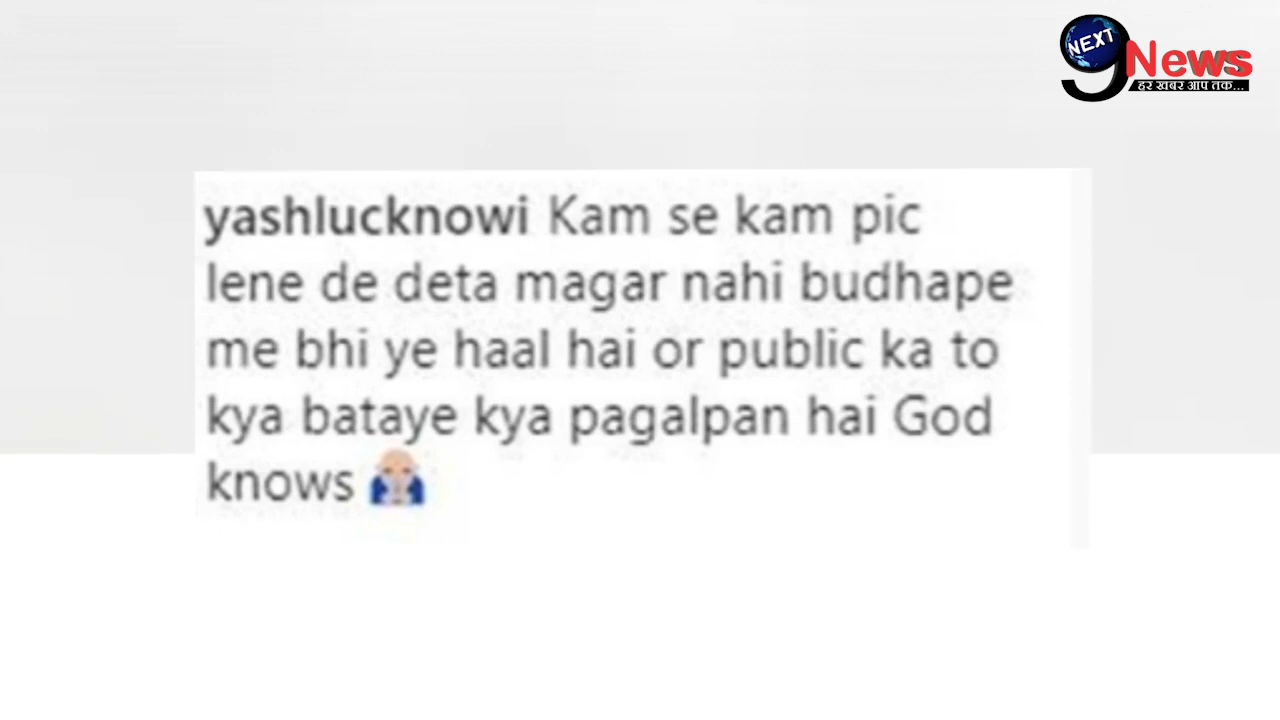 NEXT
9 News
हर खबर आप तक...
yashlucknowi Kam se kam pic
lene de deta magar nahi budhape
me bhi ye haal hai or public ka to
kya bataye kya pagalpan hai God
knows